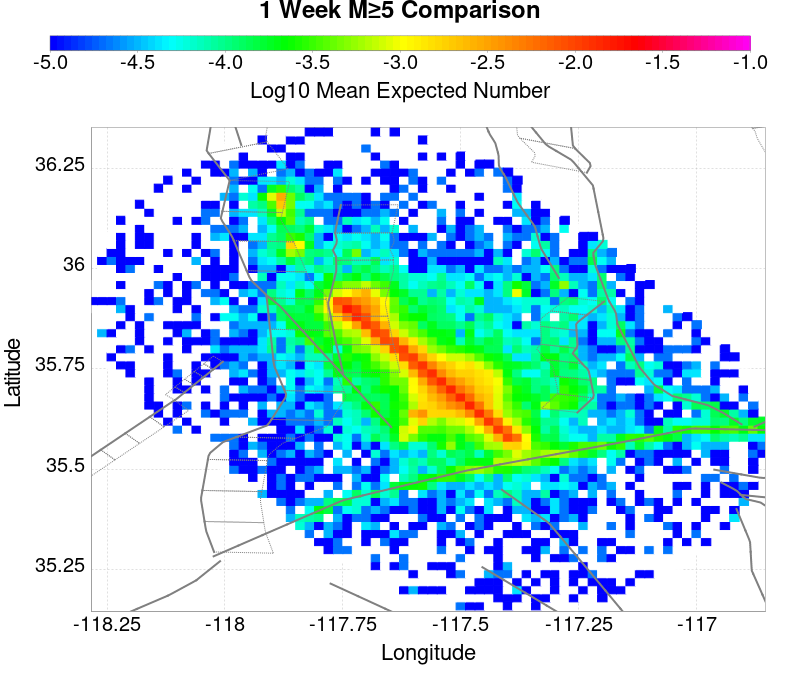 1 Week M≥5 Comparison
-5.0 -4.5 -4.0 -3.5 -3.0 -2.5 -2.0 -1.5 -1.0
Log10 Mean Expected Number
36.25
36
35.75
35.5
35.25
Latitude
-118.25 -118 -117.75 -117.5 -117.25 -117
Longitude